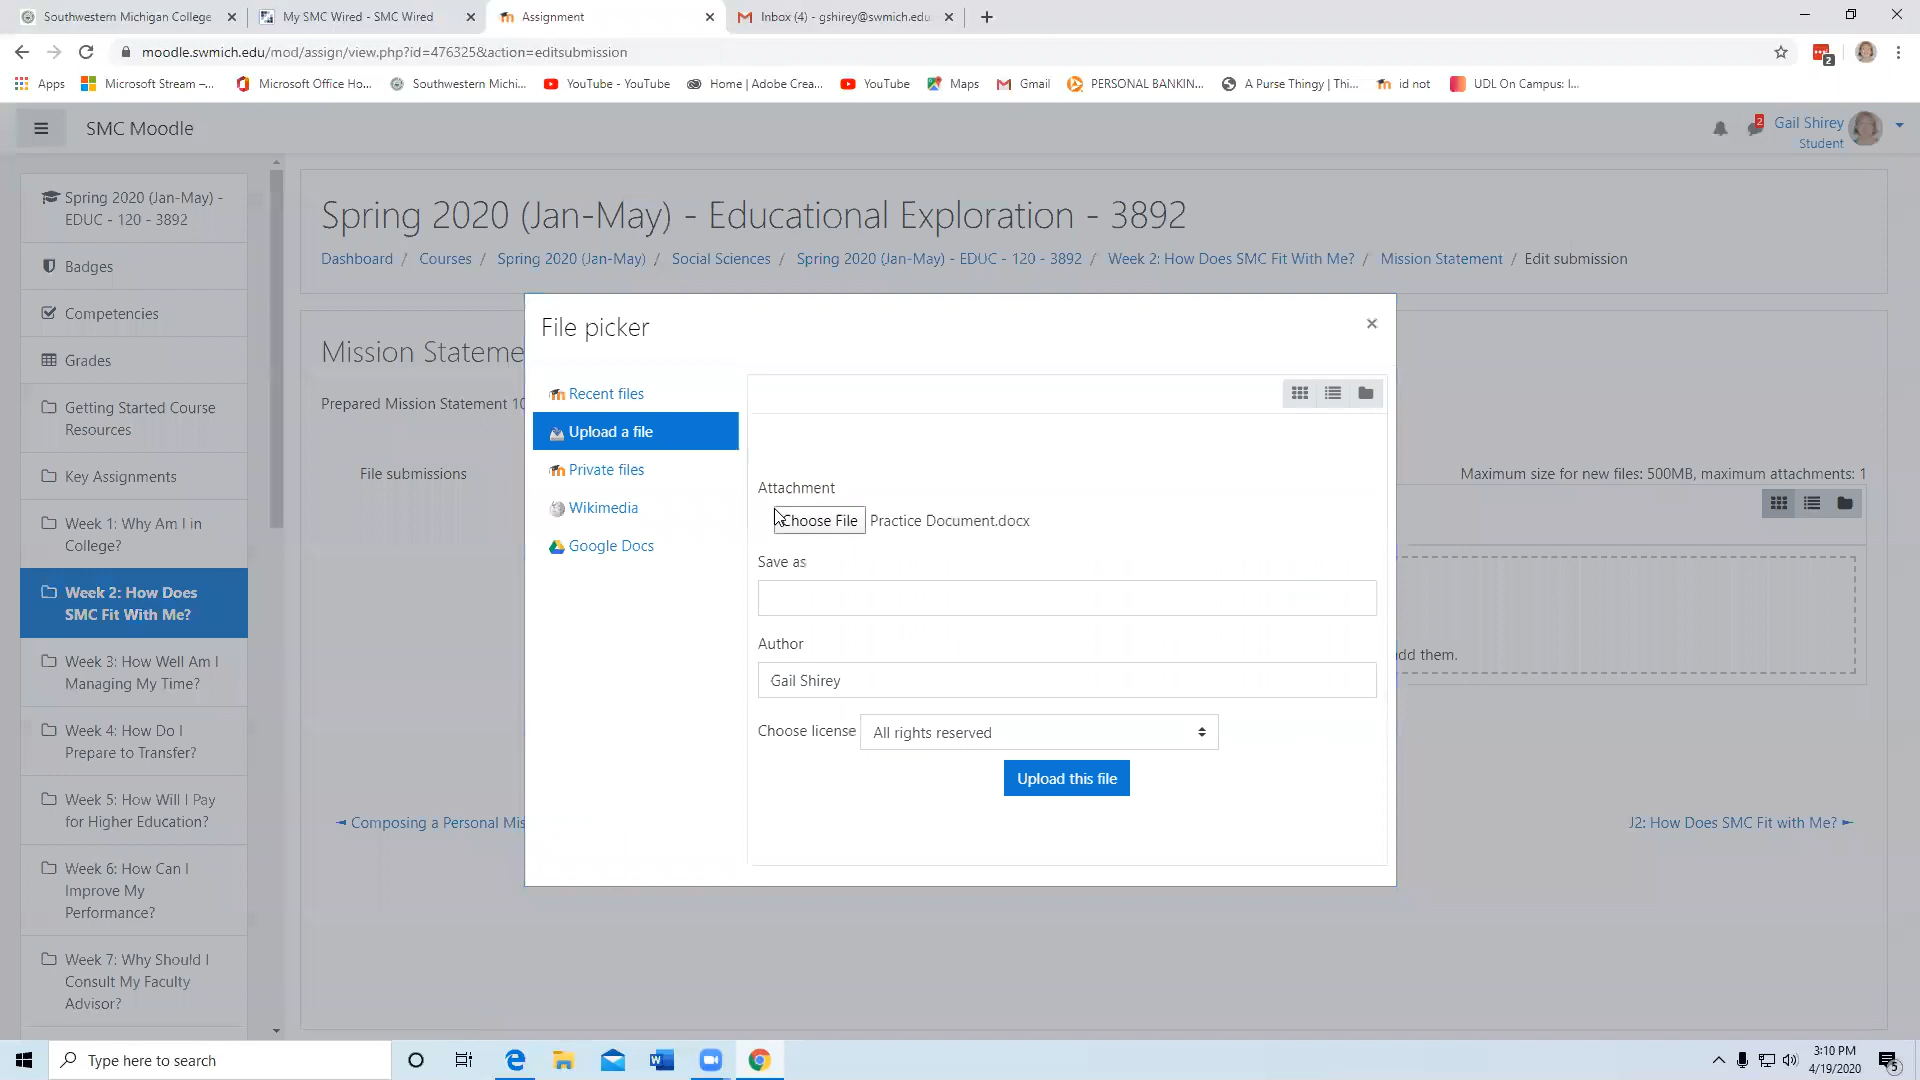 Southwestern Michigan College
My SMC Wired - SMC Wired
Assignment
Inbox (4) - gshirey@swmich.edu
moodle.swmich.edu/mod/assign/view.php?id=476325&action=editsubmission
2
Apps
Microsoft Stream –...
Microsoft Office Ho...
Southwestern Michi...
YouTube - YouTube
Home | Adobe Crea...
YouTube
Maps
Gmail
PERSONAL BANKIN...
A Purse Thingy | Thi...
id not
UDL On Campus: I...
SMC Moodle
2
Gail Shirey
Student
Spring 2020 (Jan-May) -
EDUC - 120 - 3892
Badges
Competencies
Grades
Getting Started Course
Resources
Key Assignments
Week 1: Why Am I in
College?
Week 2: How Does
SMC Fit With Me?
Week 3: How Well Am I
Managing My Time?
Week 4: How Do I
Prepare to Transfer?
Week 5: How Will I Pay
for Higher Education?
Week 6: How Can I
Improve My
Performance?
Week 7: Why Should I
Consult My Faculty
Advisor?
Spring 2020 (Jan-May) - Educational Exploration - 3892
Dashboard / Courses / Spring 2020 (Jan-May) / Social Sciences / Spring 2020 (Jan-May) - EDUC - 120 - 3892 / Week 2: How Does SMC Fit With Me? / Mission Statement / Edit submission
Mission Stateme
Prepared Mission Statement 10
File submissions
Maximum size for new files: 500MB, maximum attachments: 1
dd them.
◄ Composing a Personal Mis
J2: How Does SMC Fit with Me? ►
File picker
×
Recent files
Upload a file
Private files
Wikimedia
Google Docs
Attachment
Choose File Practice Document.docx
Save as
Author
Gail Shirey
Choose license All rights reserved
Upload this file
Type here to search
3:10 PM
4/19/2020
5